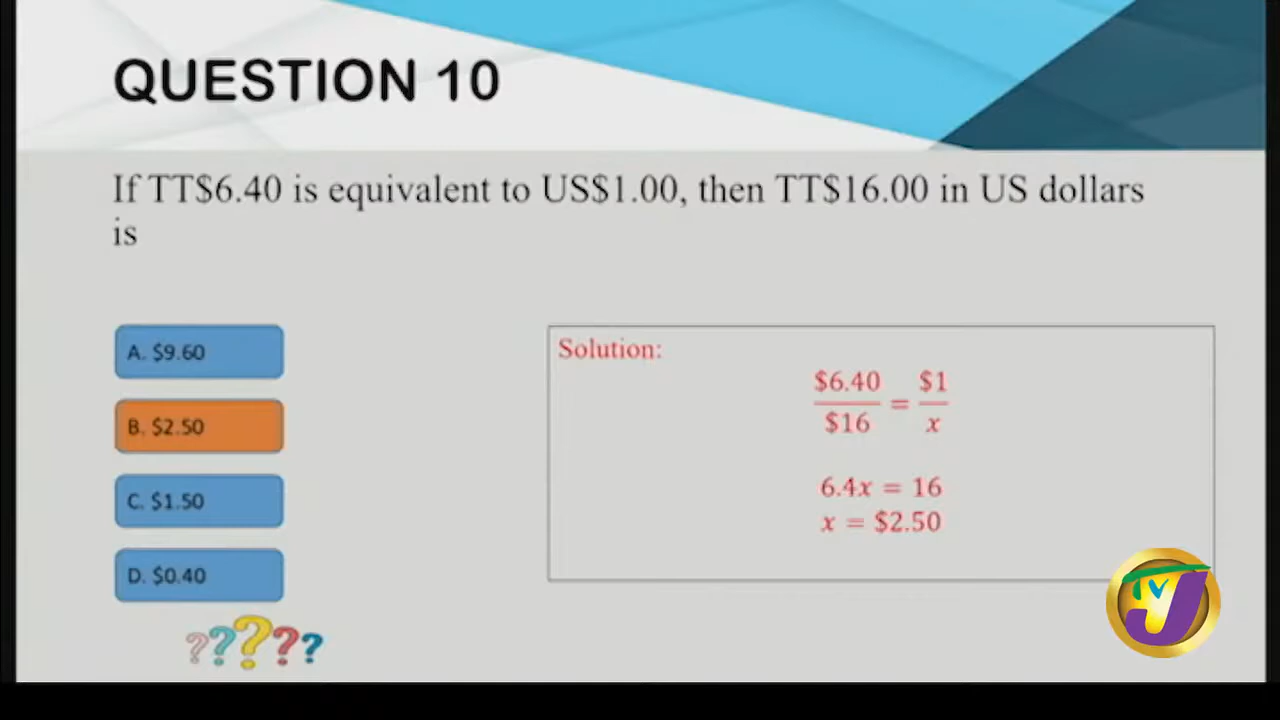 QUESTION 10
If TT$6.40 is equivalent to US$1.00, then TT$16.00 in US dollars
is
A. $9.60
B. $2.50
C. $1.50
D. $0.40
Solution:
$6.40/$16 = $1/x
6.4x = 16
x = $2.50
?????
TVJ